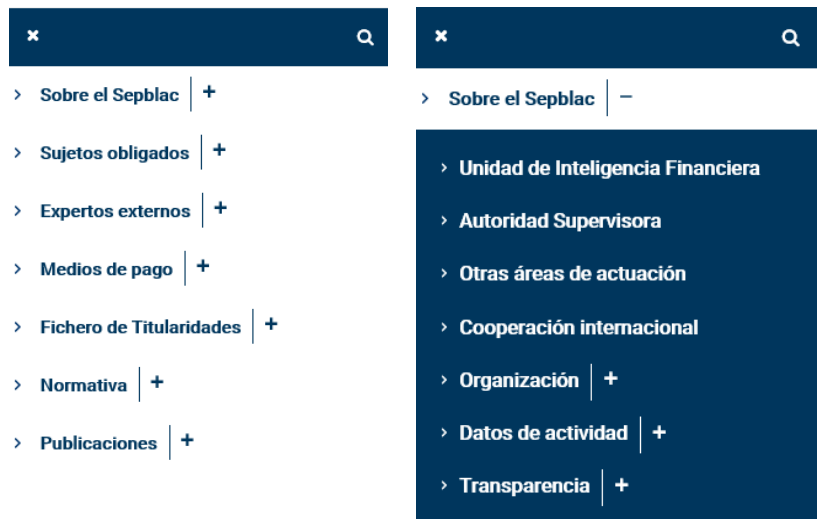 Sobre el Sepblac +
Sujetos obligados +
Expertos externos +
Medios de pago +
Fichero de Titularidades +
Normativa +
Publicaciones +
Sobre el Sepblac −
Unidad de Inteligencia Financiera
Autoridad Supervisora
Otras áreas de actuación
Cooperación internacional
Organización +
Datos de actividad +
Transparencia +